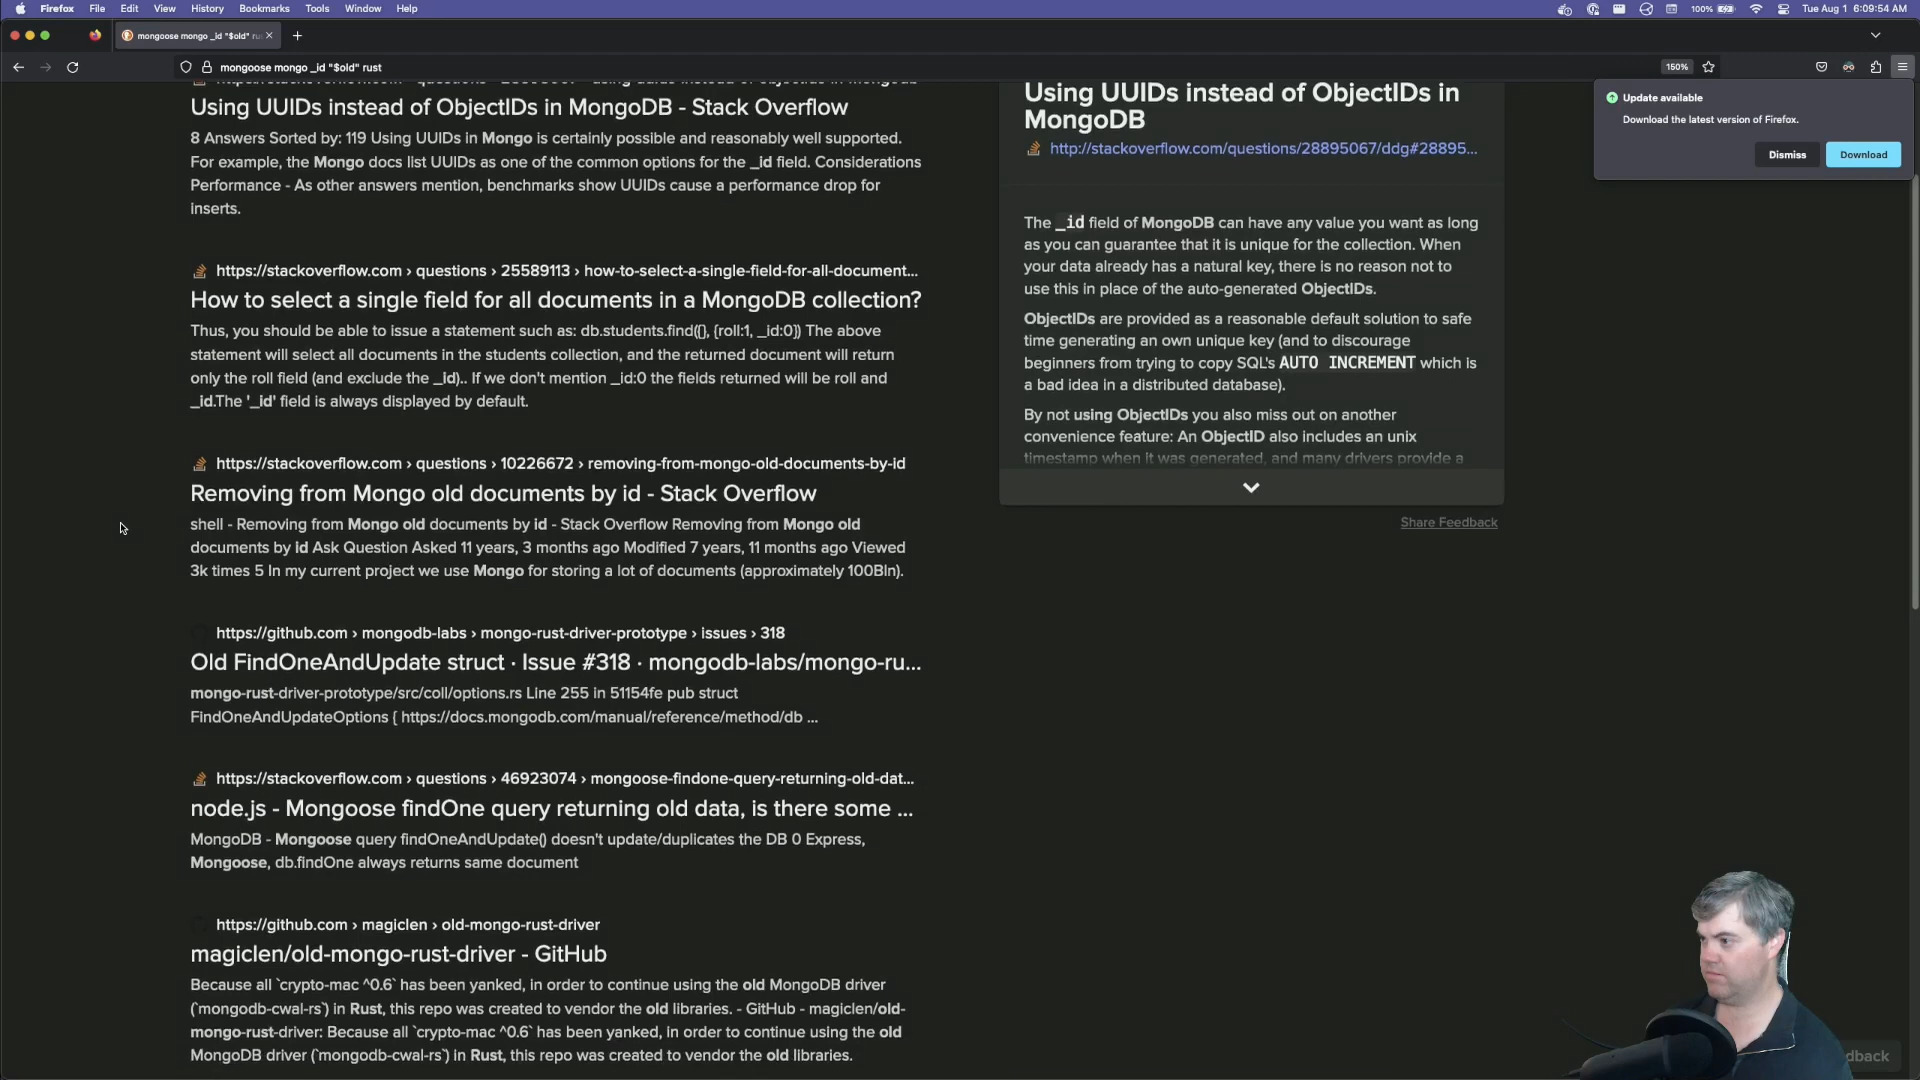 Firefox File Edit View History Bookmarks Tools Window Help 100% Tue Aug 1 6:09:54 AM
mongoose mongo _id "$old" ru
mongoose mongo _id "$old" rust 150%
Update available
Download the latest version of Firefox.
Dismiss Download
Using UUIDs instead of ObjectIDs in MongoDB - Stack Overflow
8 Answers Sorted by: 119 Using UUIDs in Mongo is certainly possible and reasonably well supported.
For example, the Mongo docs list UUIDs as one of the common options for the _id field. Considerations
Performance - As other answers mention, benchmarks show UUIDs cause a performance drop for
inserts.
https://stackoverflow.com › questions › 25589113 › how-to-select-a-single-field-for-all-document...
How to select a single field for all documents in a MongoDB collection?
Thus, you should be able to issue a statement such as: db.students.find({}, {roll:1, _id:0}) The above
statement will select all documents in the students collection, and the returned document will return
only the roll field (and exclude the _id).. If we don't mention _id:0 the fields returned will be roll and
_id.The '_id' field is always displayed by default.
https://stackoverflow.com › questions › 10226672 › removing-from-mongo-old-documents-by-id
Removing from Mongo old documents by id - Stack Overflow
shell - Removing from Mongo old documents by id - Stack Overflow Removing from Mongo old
documents by id Ask Question Asked 11 years, 3 months ago Modified 7 years, 11 months ago Viewed
3k times 5 In my current project we use Mongo for storing a lot of documents (approximately 100Bln).
https://github.com › mongodb-labs › mongo-rust-driver-prototype › issues › 318
Old FindOneAndUpdate struct · Issue #318 · mongodb-labs/mongo-ru...
mongo-rust-driver-prototype/src/coll/options.rs Line 255 in 51154fe pub struct
FindOneAndUpdateOptions { https://docs.mongodb.com/manual/reference/method/db ...
https://stackoverflow.com › questions › 46923074 › mongoose-findone-query-returning-old-dat...
node.js - Mongoose findOne query returning old data, is there some ...
MongoDB - Mongoose query findOneAndUpdate() doesn't update/duplicates the DB 0 Express,
Mongoose, db.findOne always returns same document
https://github.com › magiclen › old-mongo-rust-driver
magiclen/old-mongo-rust-driver - GitHub
Because all `crypto-mac ^0.6` has been yanked, in order to continue using the old MongoDB driver
(`mongodb-cwal-rs`) in Rust, this repo was created to vendor the old libraries. - GitHub - magiclen/old-
mongo-rust-driver: Because all `crypto-mac ^0.6` has been yanked, in order to continue using the old
MongoDB driver (`mongodb-cwal-rs`) in Rust, this repo was created to vendor the old libraries.
Using UUIDs instead of ObjectIDs in
MongoDB
http://stackoverflow.com/questions/28895067/ddg#28895...
The _id field of MongoDB can have any value you want as long
as you can guarantee that it is unique for the collection. When
your data already has a natural key, there is no reason not to
use this in place of the auto-generated ObjectIDs.
ObjectIDs are provided as a reasonable default solution to safe
time generating an own unique key (and to discourage
beginners from trying to copy SQL's AUTO INCREMENT which is
a bad idea in a distributed database).
By not using ObjectIDs you also miss out on another
convenience feature: An ObjectID also includes an unix
timestamp when it was generated, and many drivers provide a
Share Feedback
dback